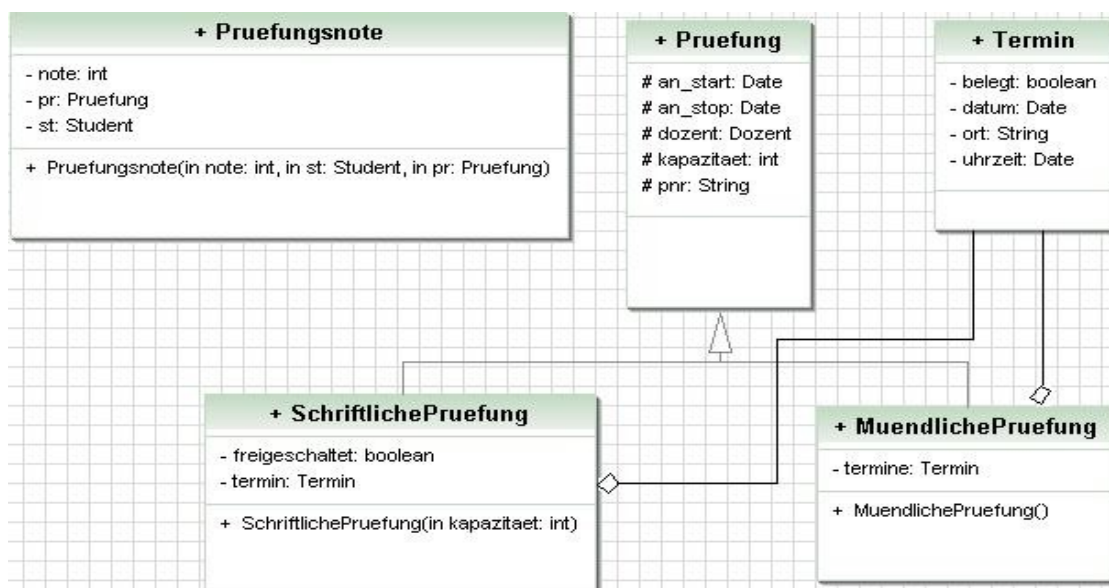 + Pruefungsnote
- note: int
- pr: Pruefung
- st: Student
+ Pruefungsnote(in note: int, in st: Student, in pr: Pruefung)
+ Pruefung
# an_start: Date
# an_stop: Date
# dozent: Dozent
# kapazitaet: int
# pnr: String
+ Termin
- belegt: boolean
- datum: Date
- ort: String
- uhrzeit: Date
+ SchriftlichePruefung
- freigeschaltet: boolean
- termin: Termin
+ SchriftlichePruefung(in kapazitaet: int)
+ MuendlichePruefung
- termine: Termin
+ MuendlichePruefung()